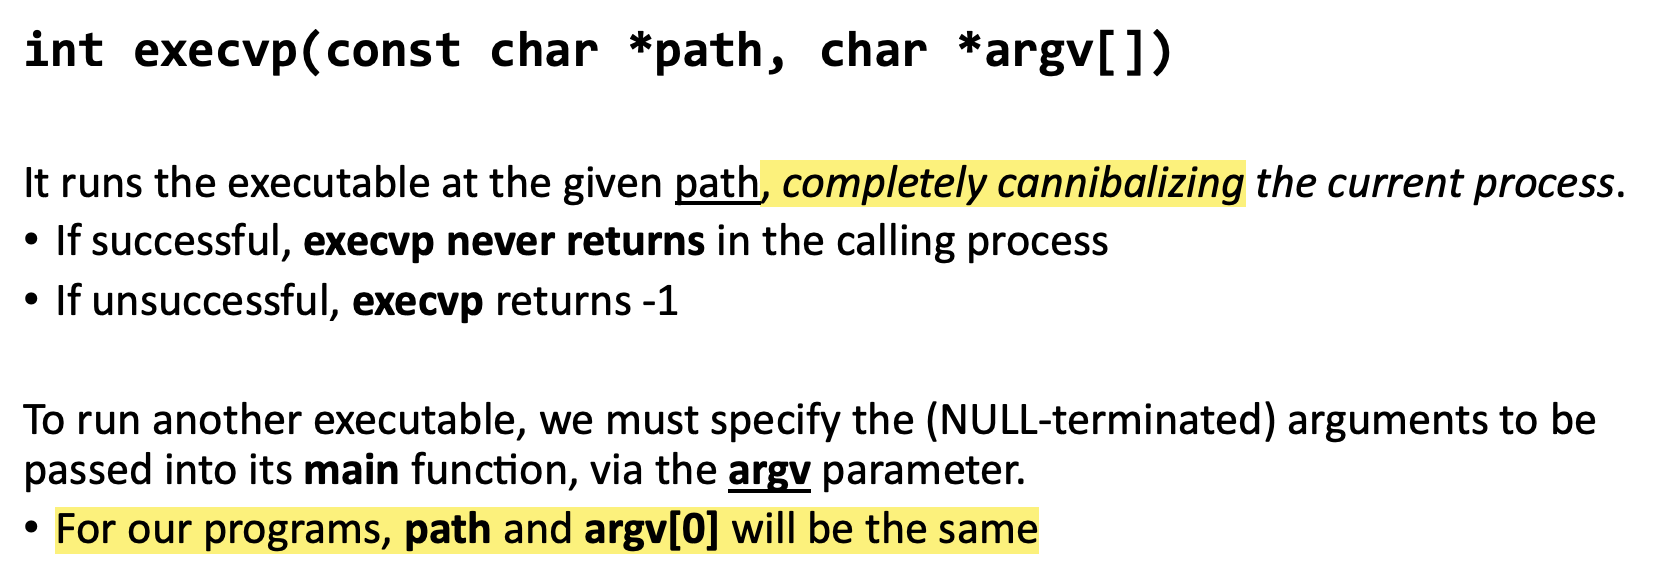 int execvp(const char *path, char *argv[])
It runs the executable at the given path, completely cannibalizing the current process.
• If successful, execvp never returns in the calling process
• If unsuccessful, execvp returns -1
To run another executable, we must specify the (NULL-terminated) arguments to be
passed into its main function, via the argv parameter.
• For our programs, path and argv[0] will be the same